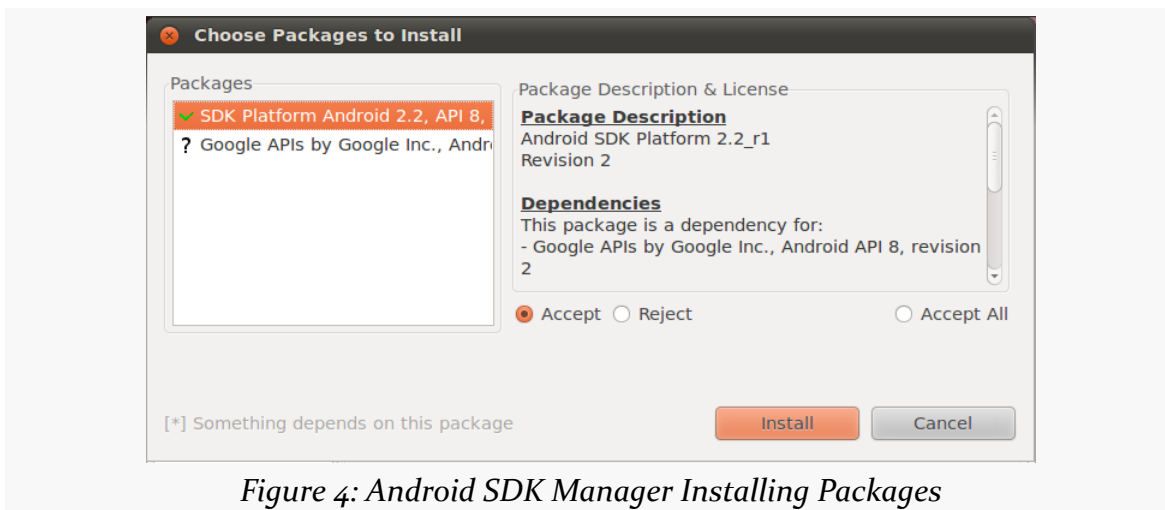 Choose Packages to Install
Packages
SDK Platform Android 2.2, API 8,
? Google APIs by Google Inc., Andr
Package Description & License
Package Description
Android SDK Platform 2.2_r1
Revision 2
Dependencies
This package is a dependency for:
- Google APIs by Google Inc., Android API 8, revision
2
Accept Reject Accept All
[*] Something depends on this package
Install Cancel
Figure 4: Android SDK Manager Installing Packages